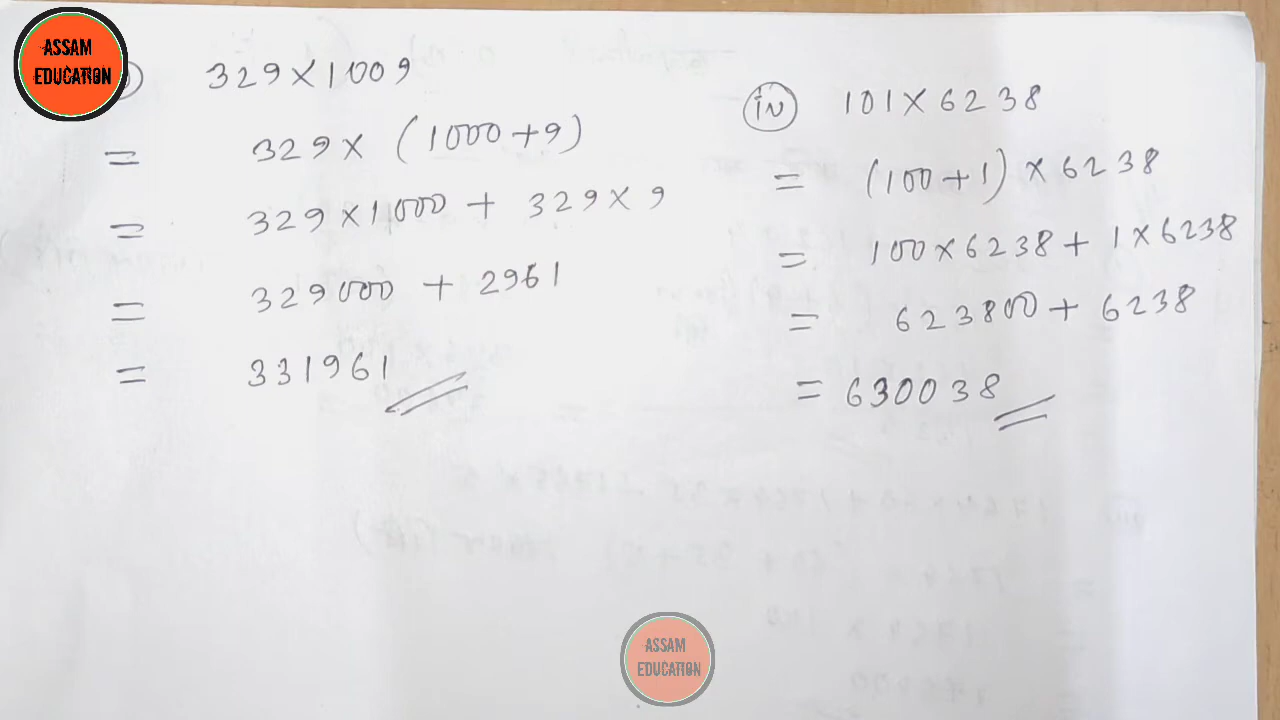 ASSAM
EDUCATION
329×1009
= 329× (1000+9)
= 329×1000 + 329×9
= 329000 + 2961
= 331961
(iv) 101×6238
= (100+1)×6238
= 100×6238+ 1×6238
= 623800+ 6238
= 630038
ASSAM
EDUCATION